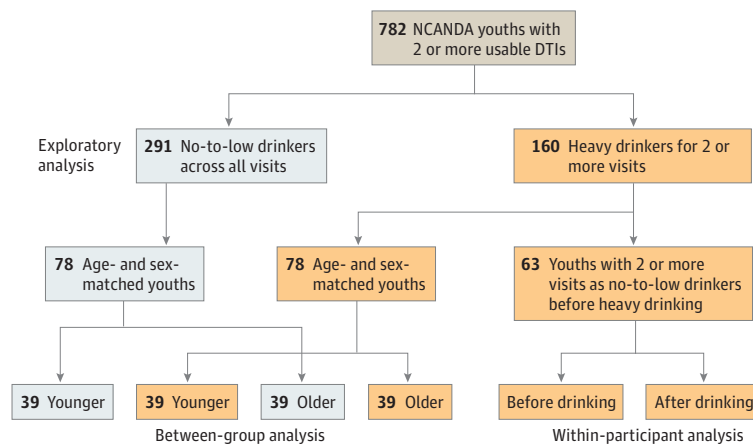 782 NCANDA youths with
2 or more usable DTIs
Exploratory
analysis
291 No-to-low drinkers
across all visits
160 Heavy drinkers for 2 or
more visits
78 Age- and sex-
matched youths
78 Age- and sex-
matched youths
63 Youths with 2 or more
visits as no-to-low drinkers
before heavy drinking
39 Younger
39 Younger
39 Older
39 Older
Before drinking
After drinking
Between-group analysis
Within-participant analysis